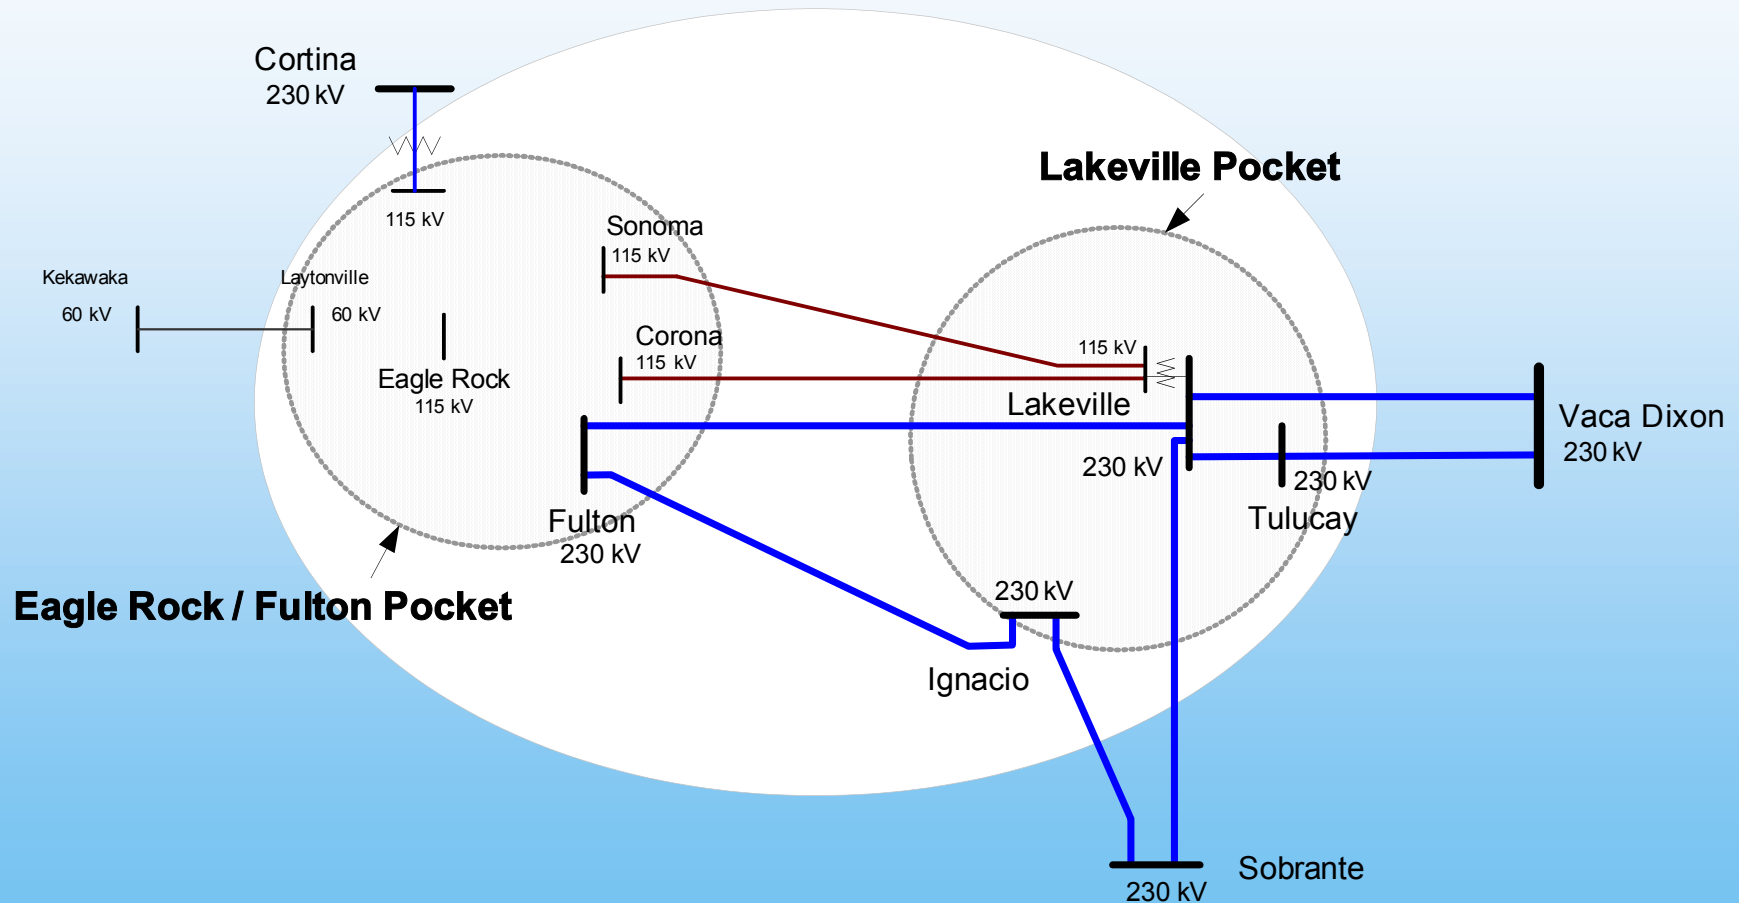 Cortina
230 kV
115 kV
Lakeville Pocket
Sonoma
115 kV
Kekawaka
60 kV
Laytonville
60 kV
Corona
115 kV
115 kV
Eagle Rock
115 kV
Lakeville
230 kV
Vaca Dixon
230 kV
230 kV
Tulucay
Fulton
230 kV
Eagle Rock / Fulton Pocket
230 kV
Ignacio
Sobrante
230 kV